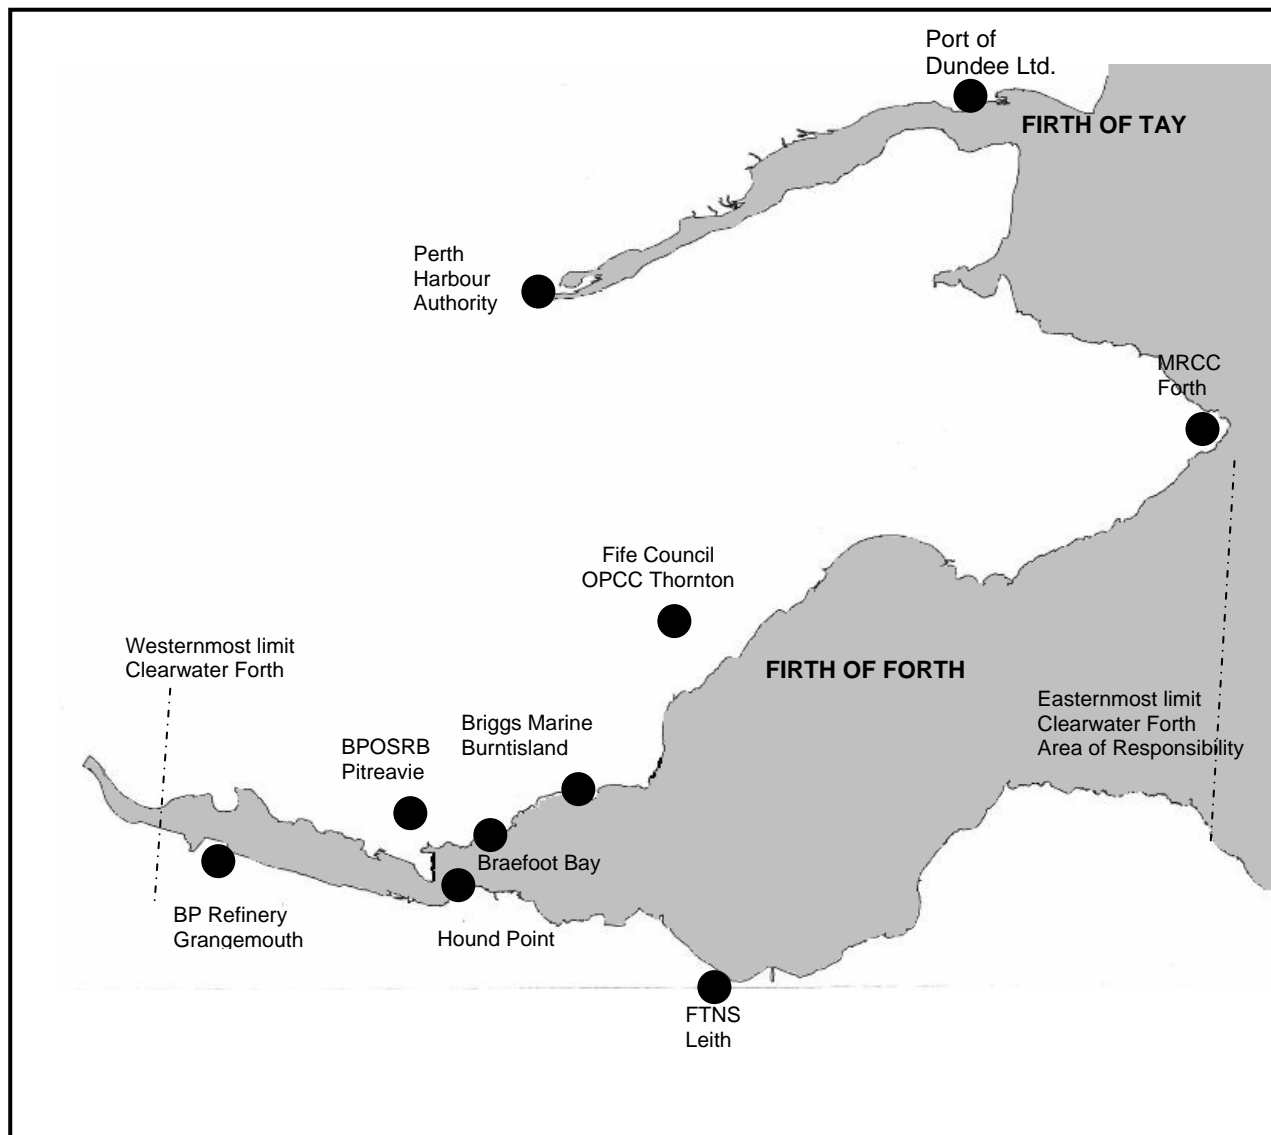 Port of
Dundee Ltd.
FIRTH OF TAY
Perth
Harbour
Authority
MRCC
Forth
Fife Council
OPCC Thornton
Westernmost limit
Clearwater Forth
FIRTH OF FORTH
Easternmost limit
Clearwater Forth
Area of Responsibility
Briggs Marine
Burntisland
BPOSRB
Pitreavie
Braefoot Bay
BP Refinery
Grangemouth
Hound Point
FTNS
Leith